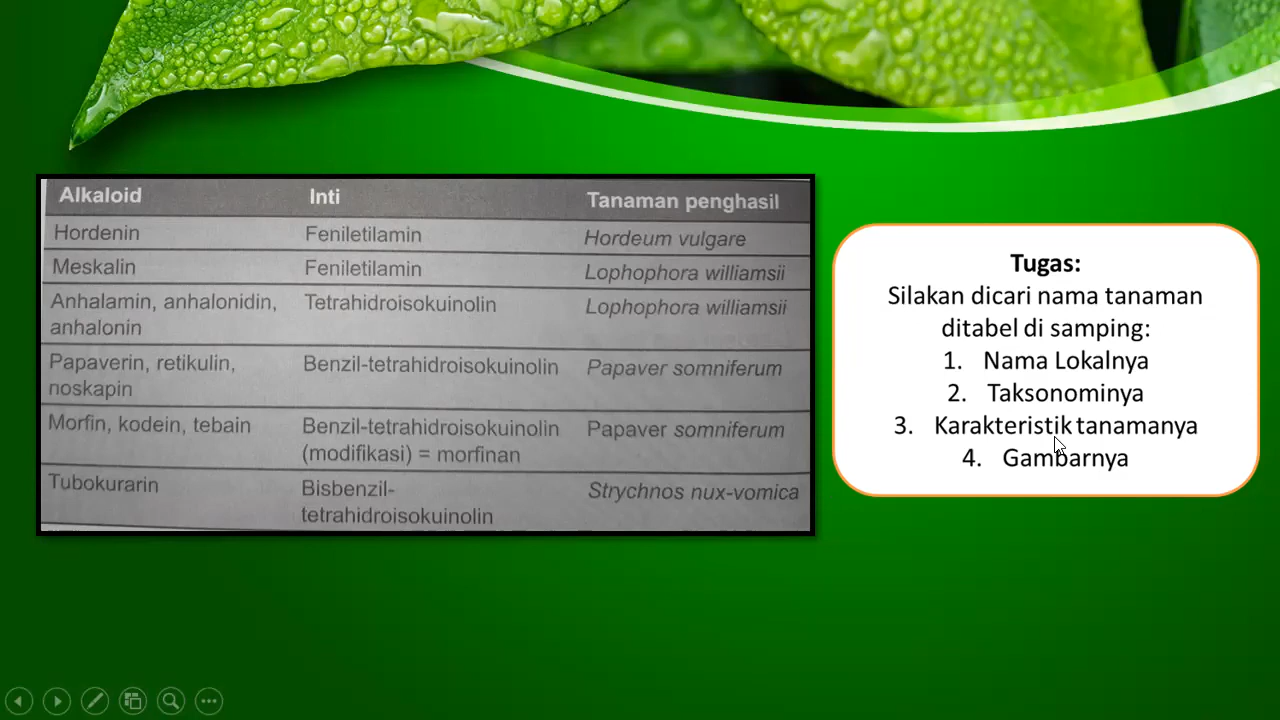 Alkaloid Inti Tanaman penghasil
Hordenin Feniletilamin Hordeum vulgare
Meskalin Feniletilamin Lophophora williamsii
Anhalamin, anhalonidin, Tetrahidroisokuinolin Lophophora williamsii
anhalonin
Papaverin, retikulin, Benzil-tetrahidroisokuinolin Papaver somniferum
noskapin
Morfin, kodein, tebain Benzil-tetrahidroisokuinolin Papaver somniferum
(modifikasi) = morfinan
Tubokurarin Bisbenzil- Strychnos nux-vomica
tetrahidroisokuinolin
Tugas:
Silakan dicari nama tanaman
ditabel di samping:
1. Nama Lokalnya
2. Taksonominya
3. Karakteristik tanamanya
4. Gambarnya